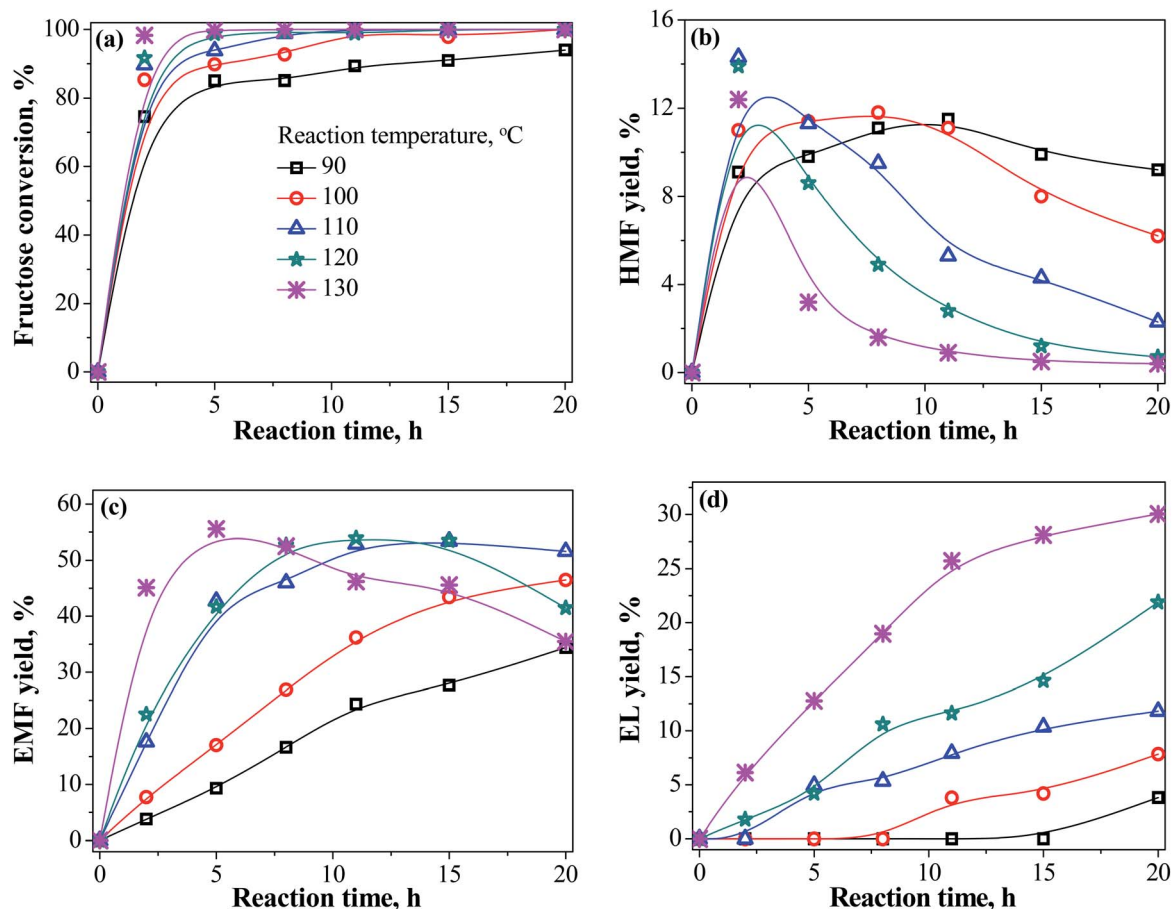 (a)
Fructose conversion, %
100
80
60
40
20
0
Reaction temperature, °C
90
100
110
120
130
0 5 10 15 20
Reaction time, h
(b)
HMF yield, %
16
12
8
4
0
0 5 10 15 20
Reaction time, h
(c)
EMF yield, %
60
50
40
30
20
10
0
0 5 10 15 20
Reaction time, h
(d)
EL yield, %
30
25
20
15
10
5
0
0 5 10 15 20
Reaction time, h